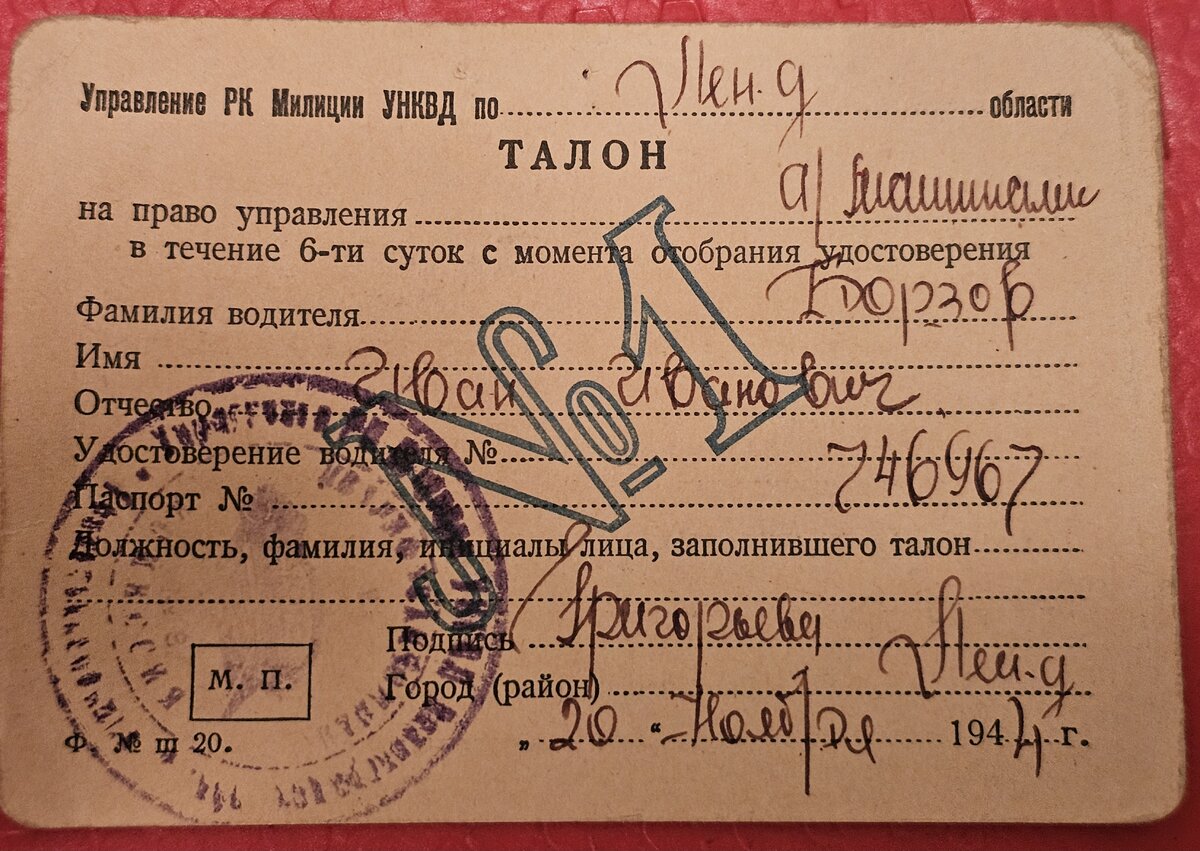 Управление РК Милиции УНКВД по Лен.д области
ТАЛОН
на право управления а/машинами
в течение 6-ти суток с момента отобрания удостоверения
№1
Фамилия водителя Борзов
Имя Иван
Отчество Иванович
Удостоверение водителя № 746967
Паспорт №
Должность, фамилия, инициалы лица, заполнившего талон
Подпись Григорьева
М. П.
Город (район) Лен.д
Ф. № ш 20.
„ 20 “ Ноября 1944 г.